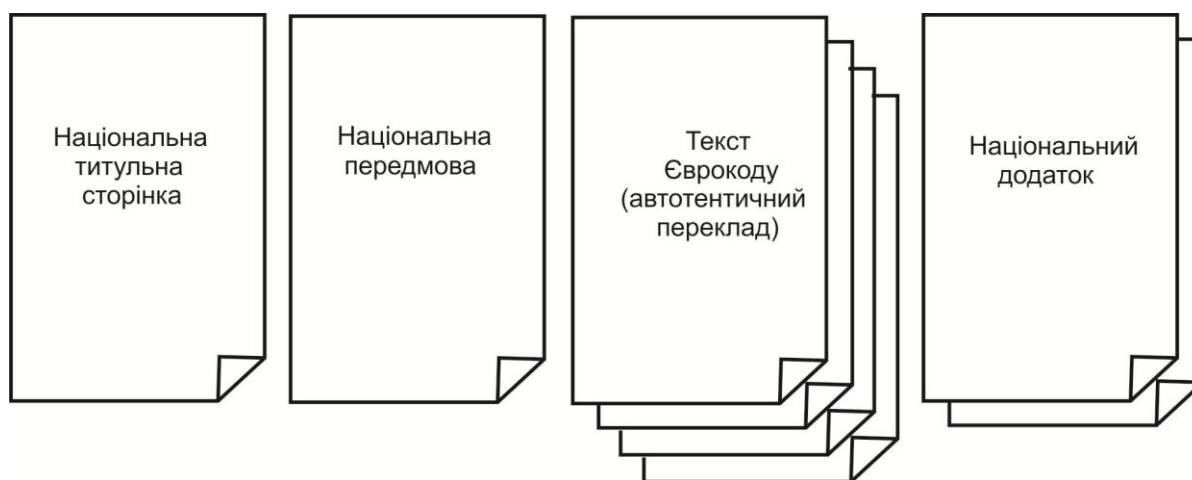 Національна
титульна
сторінка
Національна
передмова
Текст
Єврокоду
(автотентичний
переклад)
Національний
додаток